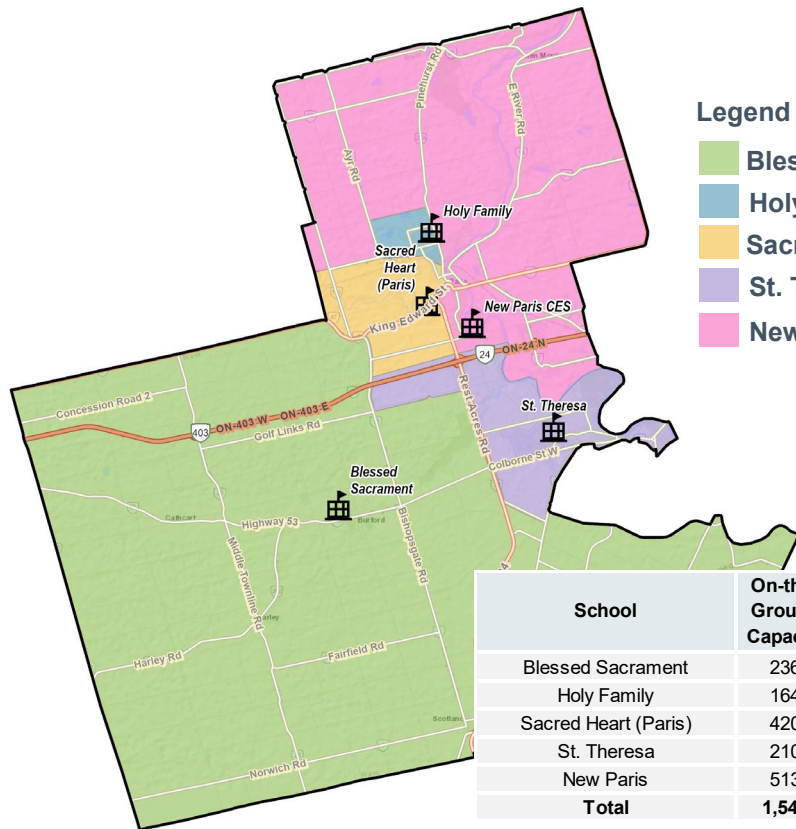 Pinehurst Rd
E River Rd
Ayr Rd
Holy Family
Sacred
Heart
(Paris)
King Edward St
New Paris CES
24
ON-24 N
Rest Acres Rd
St. Theresa
Colborne St W
Concession Road 2
403
ON-403 W
ON-403 E
Golf Links Rd
Blessed
Sacrament
Cathcart
Highway 53
Burford
Bishopsgate Rd
Middle Townline Rd
Harley Rd
Fairfield Rd
Scotland
Norwich Rd
Legend
Bles
Holy
Sacr
St. T
New
School
On-th
Grou
Capac
Blessed Sacrament 236
Holy Family 164
Sacred Heart (Paris) 420
St. Theresa 210
New Paris 513
Total 1,54